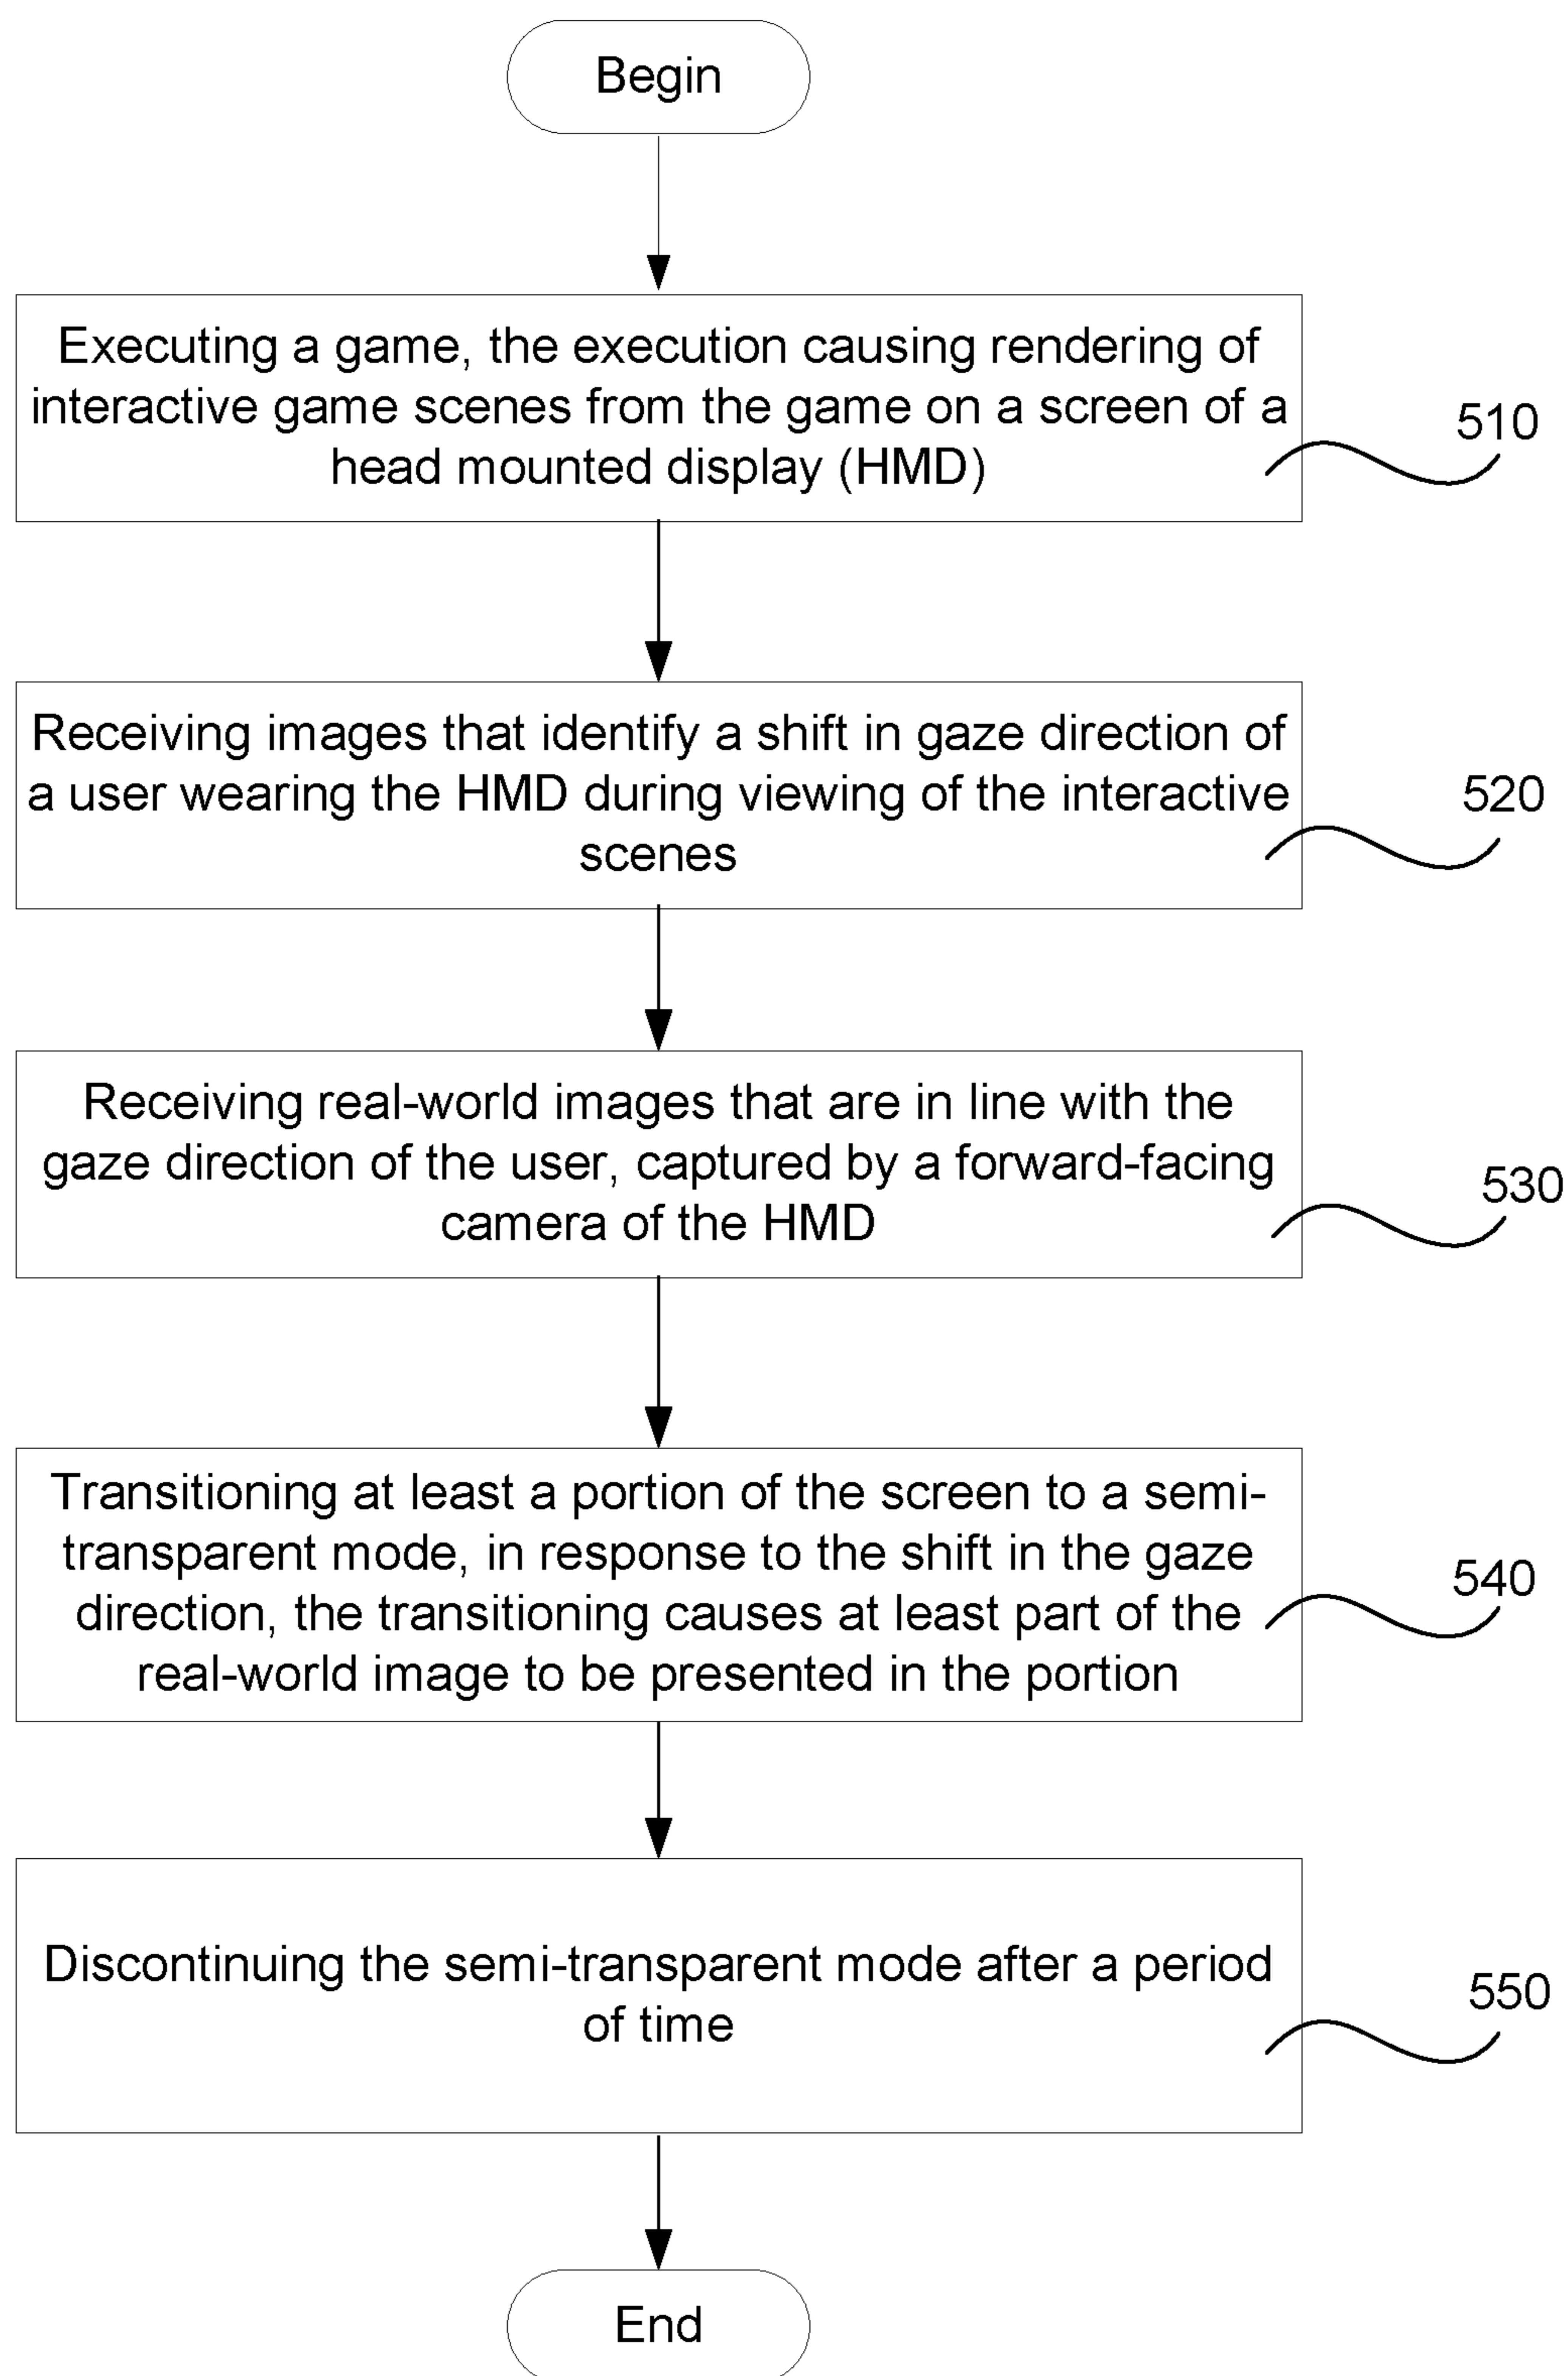 Begin
Executing a game, the execution causing rendering of
interactive game scenes from the game on a screen of a
head mounted display (HMD)
510
Receiving images that identify a shift in gaze direction of
a user wearing the HMD during viewing of the interactive
scenes
520
Receiving real-world images that are in line with the
gaze direction of the user, captured by a forward-facing
camera of the HMD
530
Transitioning at least a portion of the screen to a semi-
transparent mode, in response to the shift in the gaze
direction, the transitioning causes at least part of the
real-world image to be presented in the portion
540
Discontinuing the semi-transparent mode after a period
of time
550
End